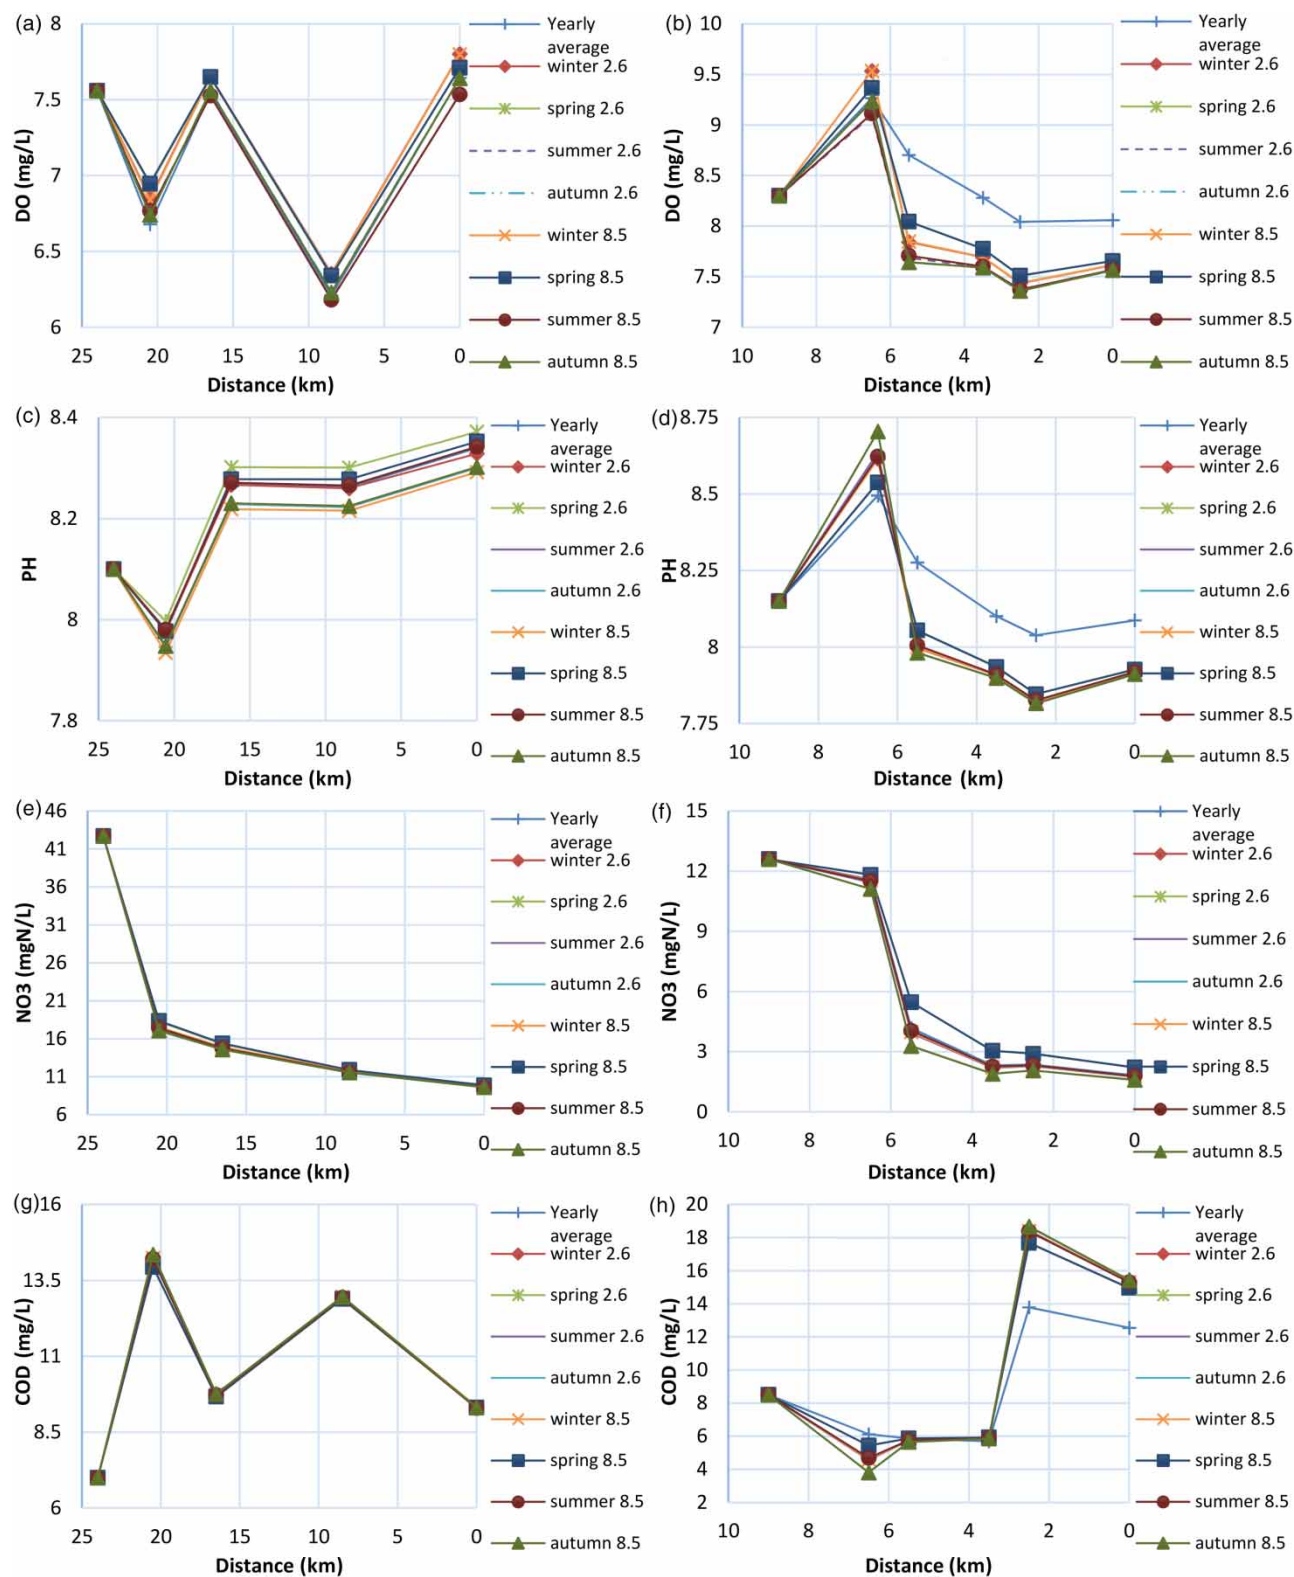 (a)
8
7.5
7
6.5
6
DO (mg/L)
25 20 15 10 5 0
Distance (km)
Yearly
average
winter 2.6
spring 2.6
summer 2.6
autumn 2.6
winter 8.5
spring 8.5
summer 8.5
autumn 8.5
(b)
10
9.5
9
8.5
8
7.5
7
DO (mg/L)
10 8 6 4 2 0
Distance (km)
Yearly
average
winter 2.6
spring 2.6
summer 2.6
autumn 2.6
winter 8.5
spring 8.5
summer 8.5
autumn 8.5
(c)
8.4
8.2
8
7.8
PH
25 20 15 10 5 0
Distance (km)
Yearly
average
winter 2.6
spring 2.6
summer 2.6
autumn 2.6
winter 8.5
spring 8.5
summer 8.5
autumn 8.5
(d)
8.75
8.5
8.25
8
7.75
PH
10 8 6 4 2 0
Distance (km)
Yearly
average
winter 2.6
spring 2.6
summer 2.6
autumn 2.6
winter 8.5
spring 8.5
summer 8.5
autumn 8.5
(e)
46
41
36
31
26
21
16
11
6
NO3 (mgN/L)
25 20 15 10 5 0
Distance (km)
Yearly
average
winter 2.6
spring 2.6
summer 2.6
autumn 2.6
winter 8.5
spring 8.5
summer 8.5
autumn 8.5
(f)
15
12
9
6
3
0
NO3 (mgN/L)
10 8 6 4 2 0
Distance (km)
Yearly
average
winter 2.6
spring 2.6
summer 2.6
autumn 2.6
winter 8.5
spring 8.5
summer 8.5
autumn 8.5
(g)
16
13.5
11
8.5
6
COD (mg/L)
25 20 15 10 5 0
Distance (km)
Yearly
average
winter 2.6
spring 2.6
summer 2.6
autumn 2.6
winter 8.5
spring 8.5
summer 8.5
autumn 8.5
(h)
20
18
16
14
12
10
8
6
4
2
COD (mg/L)
10 8 6 4 2 0
Distance (km)
Yearly
average
winter 2.6
spring 2.6
summer 2.6
autumn 2.6
winter 8.5
spring 8.5
summer 8.5
autumn 8.5